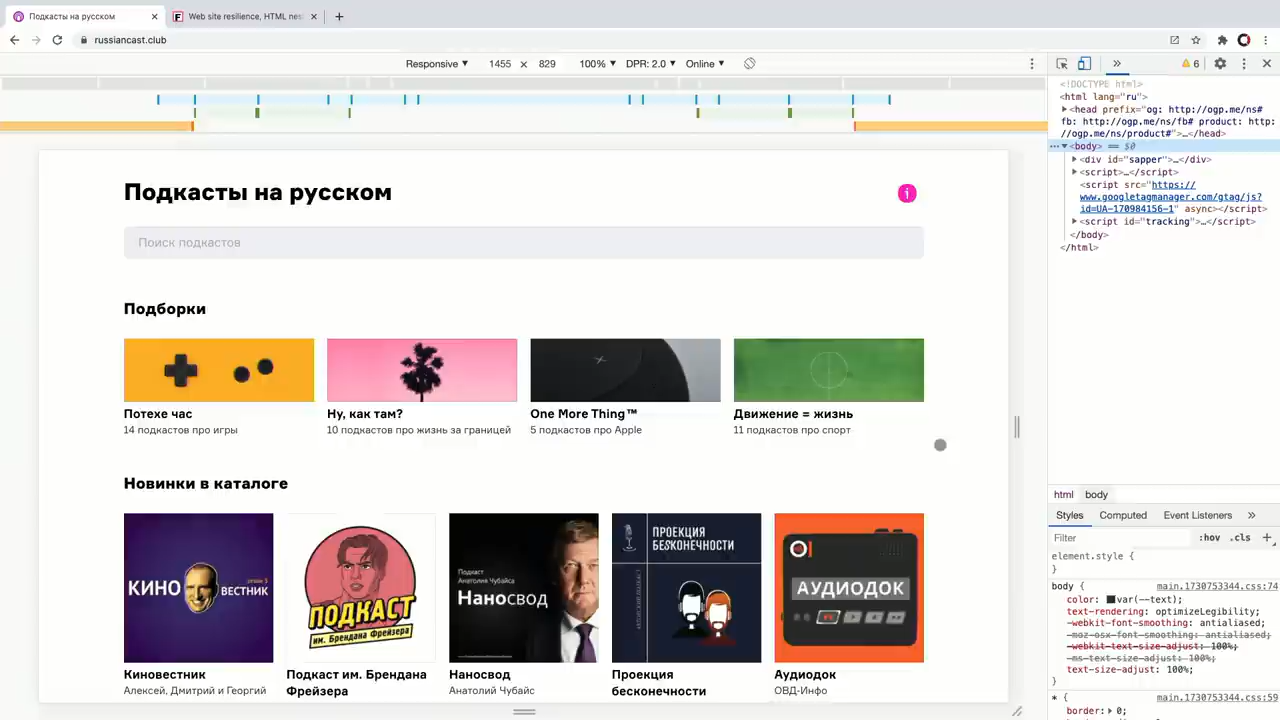 Подкасты на русском
Web site resilience, HTML nes
russiancast.club
Responsive ▼ 1455 × 829 100% ▼ DPR: 2.0 ▼ Online ▼
6
<!DOCTYPE html>
<html lang="ru">
<head prefix="og: http://ogp.me/ns#
fb: http://ogp.me/ns/fb# product: http:
//ogp.me/ns/product#">…</head>
<body> == $0
<div id="sapper">…</div>
<script>…</script>
<script src="https://
www.googletagmanager.com/gtag/js?
id=UA-170984156-1" async></script>
<script id="tracking">…</script>
</body>
</html>
Подкасты на русском
i
Поиск подкастов
Подборки
Потехе час
14 подкастов про игры
Ну, как там?
10 подкастов про жизнь за границей
One More Thing™
5 подкастов про Apple
Движение = жизнь
11 подкастов про спорт
Новинки в каталоге
КИНО ВЕСТНИК
ПОДКАСТ
ИМ. БРЕНДАНА ФРЕЙЗЕРА
Подкаст
Анатолия Чубайса
Наносвод
ПРОЕКЦИЯ
БЕСКОНЕЧНОСТИ
АУДИОДОК
Киновестник
Алексей, Дмитрий и Георгий
Подкаст им. Брендана
Фрейзера
Наносвод
Анатолий Чубайс
Проекция
бесконечности
Аудиодок
ОВД-Инфо
html body
Styles Computed Event Listeners »
Filter :hov .cls +
element.style {
}
body { main.1730753344.css:74
color: var(--text);
text-rendering: optimizeLegibility;
-webkit-font-smoothing: antialiased;
-moz-osx-font-smoothing: antialiased;
-webkit-text-size-adjust: 100%;
-ms-text-size-adjust: 100%;
text-size-adjust: 100%;
}
* { main.1730753344.css:59
border: 0;